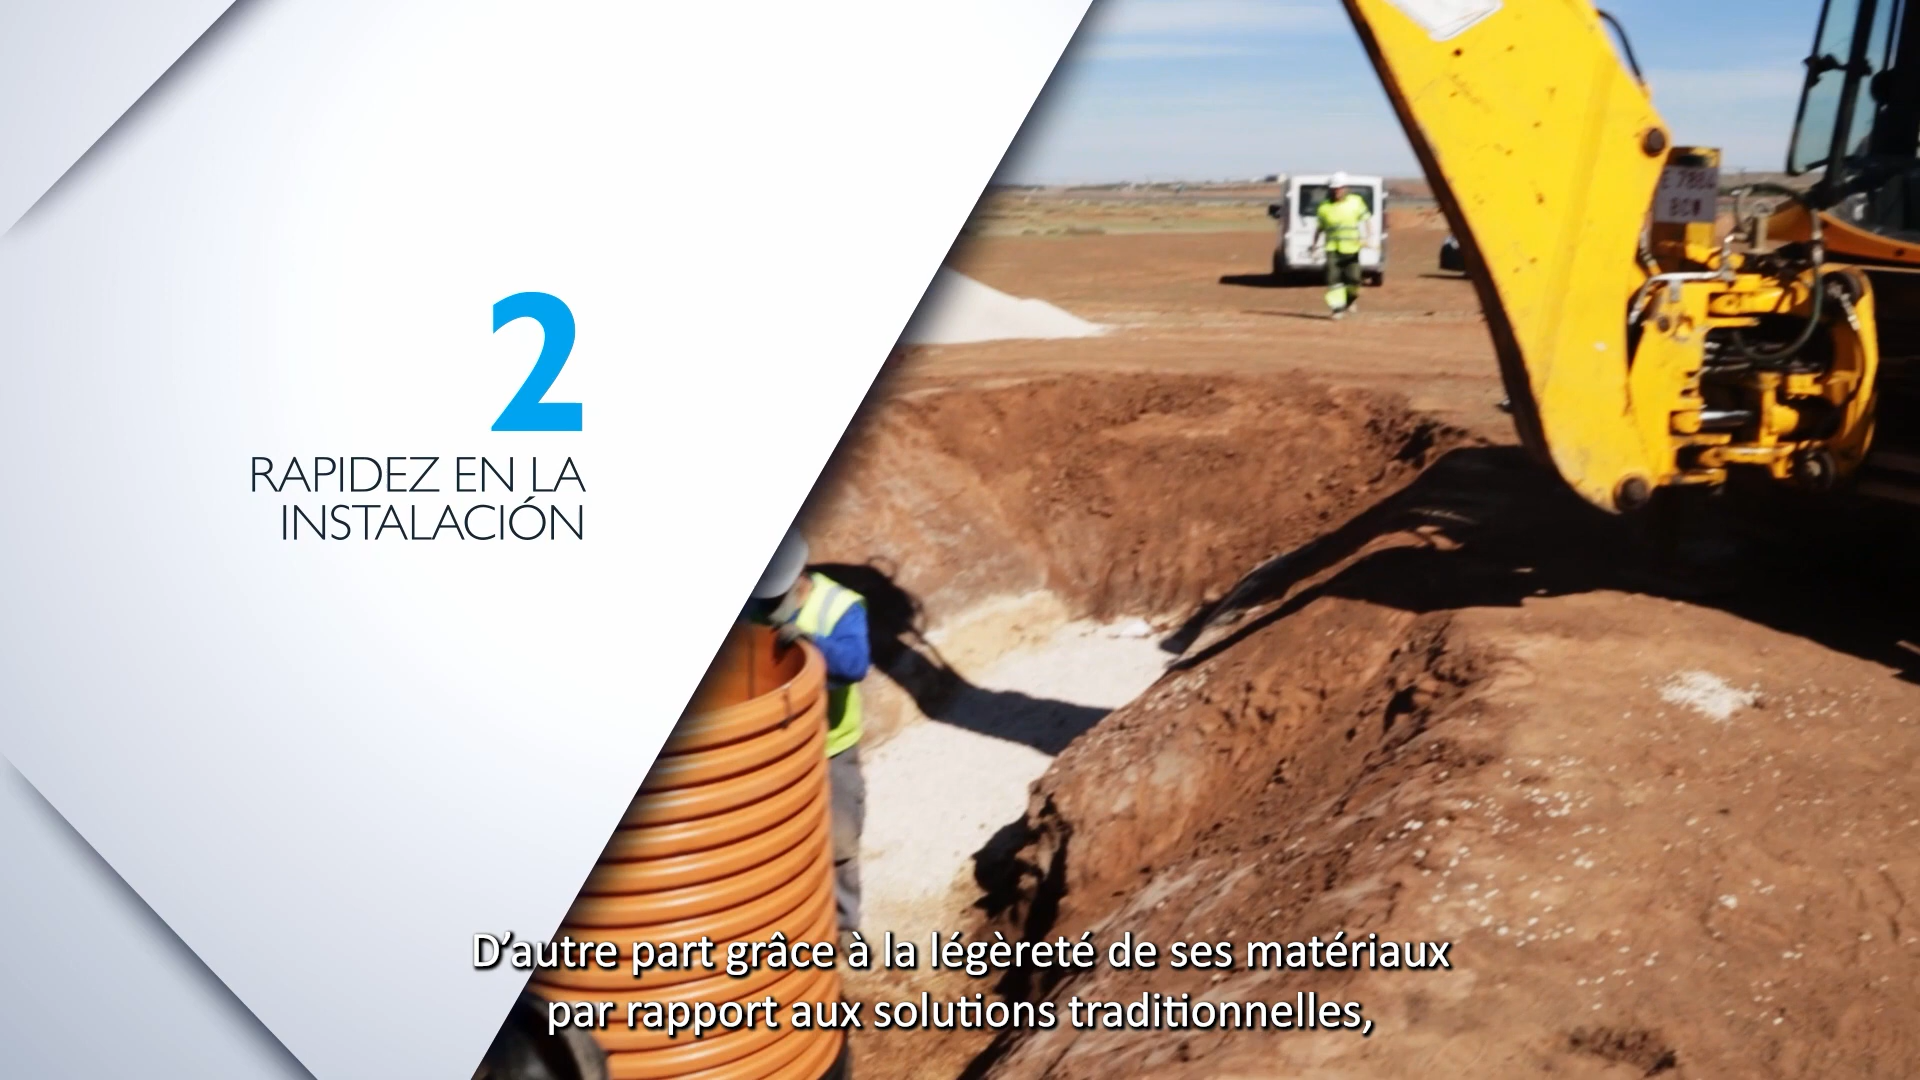 2
RAPIDEZ EN LA
INSTALACIÓN
D’autre part grâce à la légèreté de ses matériaux
par rapport aux solutions traditionnelles,